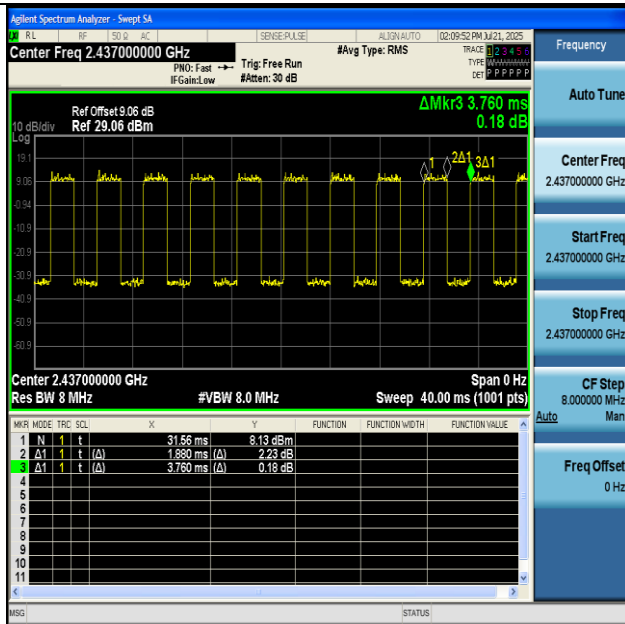 Agilent Spectrum Analyzer - Swept SA
RL RF 50 Ω AC SENSE:PULSE ALIGN AUTO 02:09:52 PM Jul 21, 2025
Center Freq 2.437000000 GHz #Avg Type: RMS TRACE 1 2 3 4 5 6
PNO: Fast Trig: Free Run TYPE
IFGain:Low #Atten: 30 dB DET P P P P P P
Frequency
ΔMkr3 3.760 ms
0.18 dB
Ref Offset 9.06 dB
10 dB/div Ref 29.06 dBm
Log
19.1
9.06
-0.94
-10.9
-20.9
-30.9
-40.9
-50.9
-60.9
1 2Δ1 3Δ1
Center 2.437000000 GHz Span 0 Hz
Res BW 8 MHz #VBW 8.0 MHz Sweep 40.00 ms (1001 pts)
MKR MODE TRC SCL X Y FUNCTION FUNCTION WIDTH FUNCTION VALUE
1 N 1 t 31.56 ms 8.13 dBm
2 Δ1 1 t (Δ) 1.880 ms (Δ) 2.23 dB
3 Δ1 1 t (Δ) 3.760 ms (Δ) 0.18 dB
4
5
6
7
8
9
10
11
MSG STATUS
Auto Tune
Center Freq
2.437000000 GHz
Start Freq
2.437000000 GHz
Stop Freq
2.437000000 GHz
CF Step
8.000000 MHz
Auto Man
Freq Offset
0 Hz